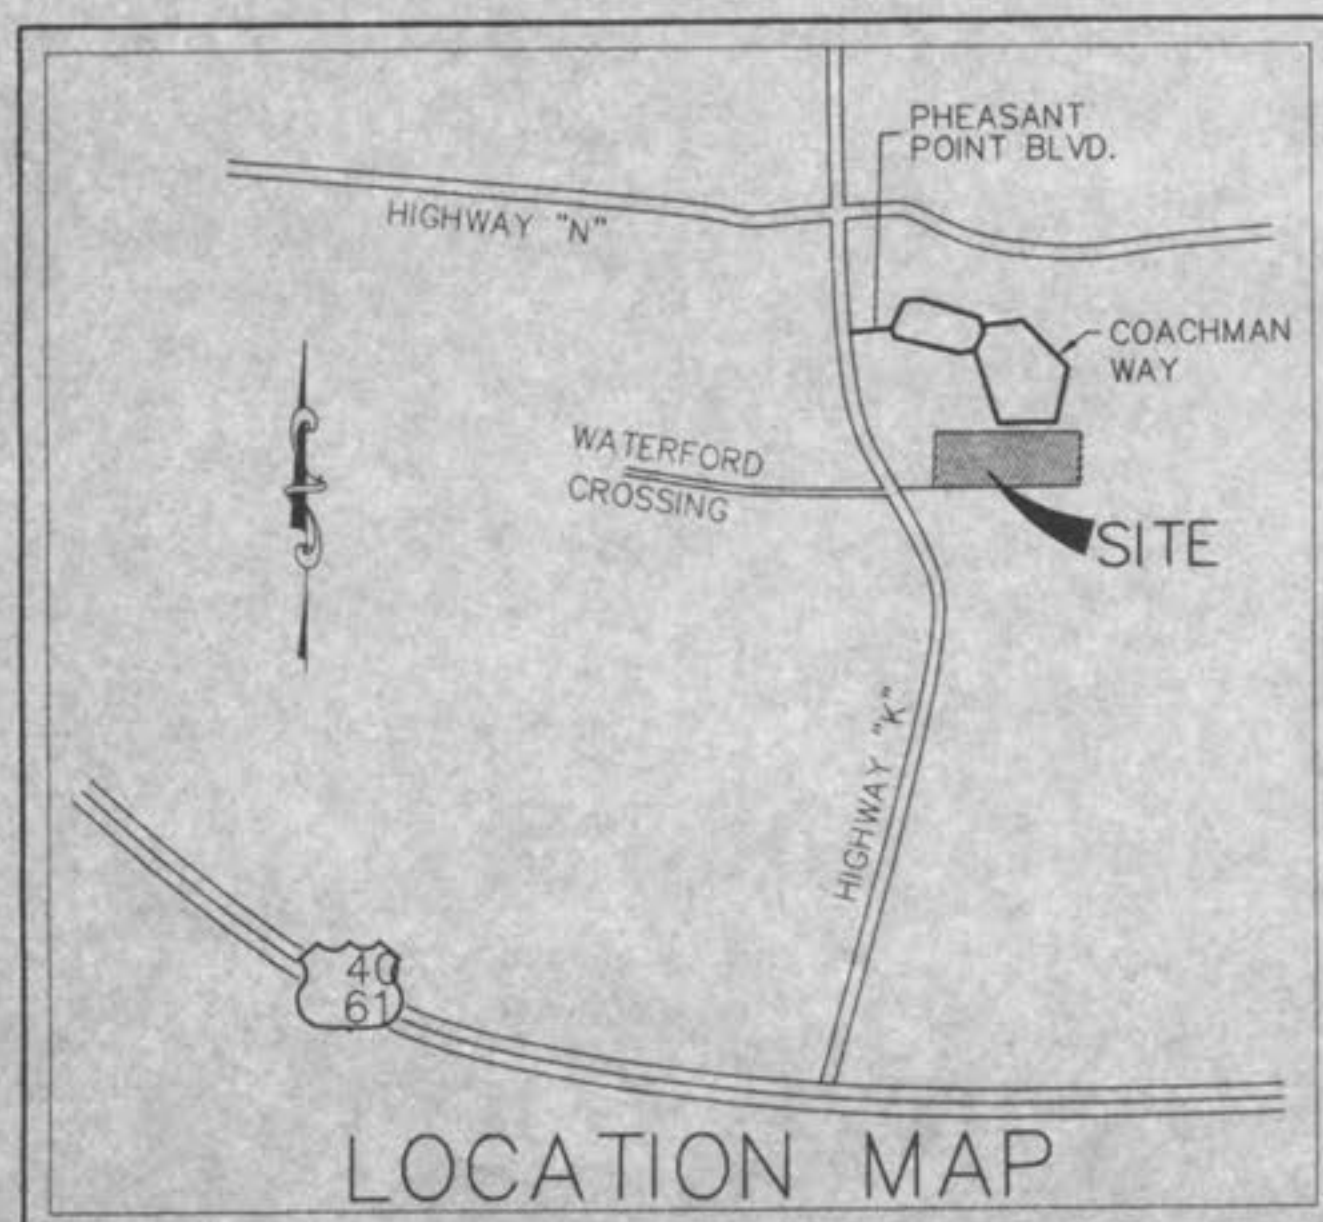 PHEASANT
POINT BLVD.
HIGHWAY "N"
COACHMAN
WAY
WATERFORD
CROSSING
SITE
HIGHWAY "K"
40
61
LOCATION MAP